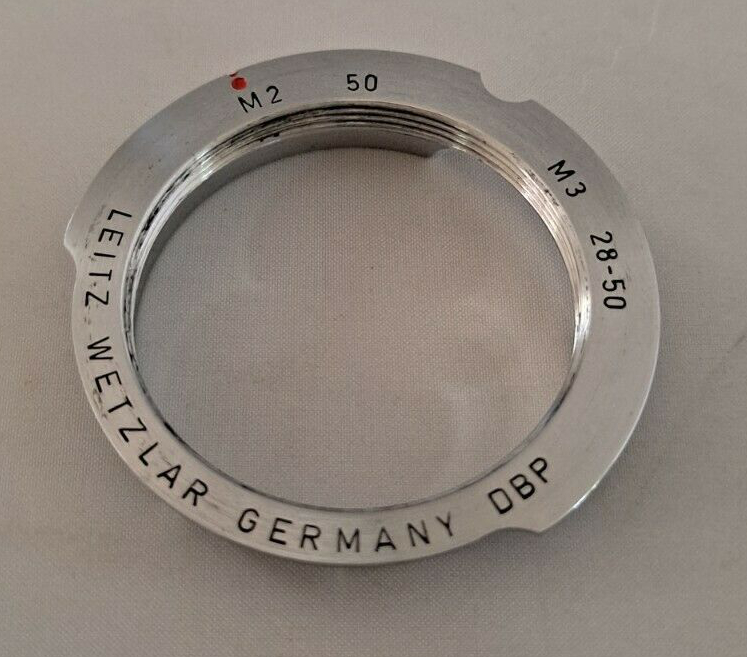 M2 50
M3 28-50
LEITZ WETZLAR GERMANY DBP